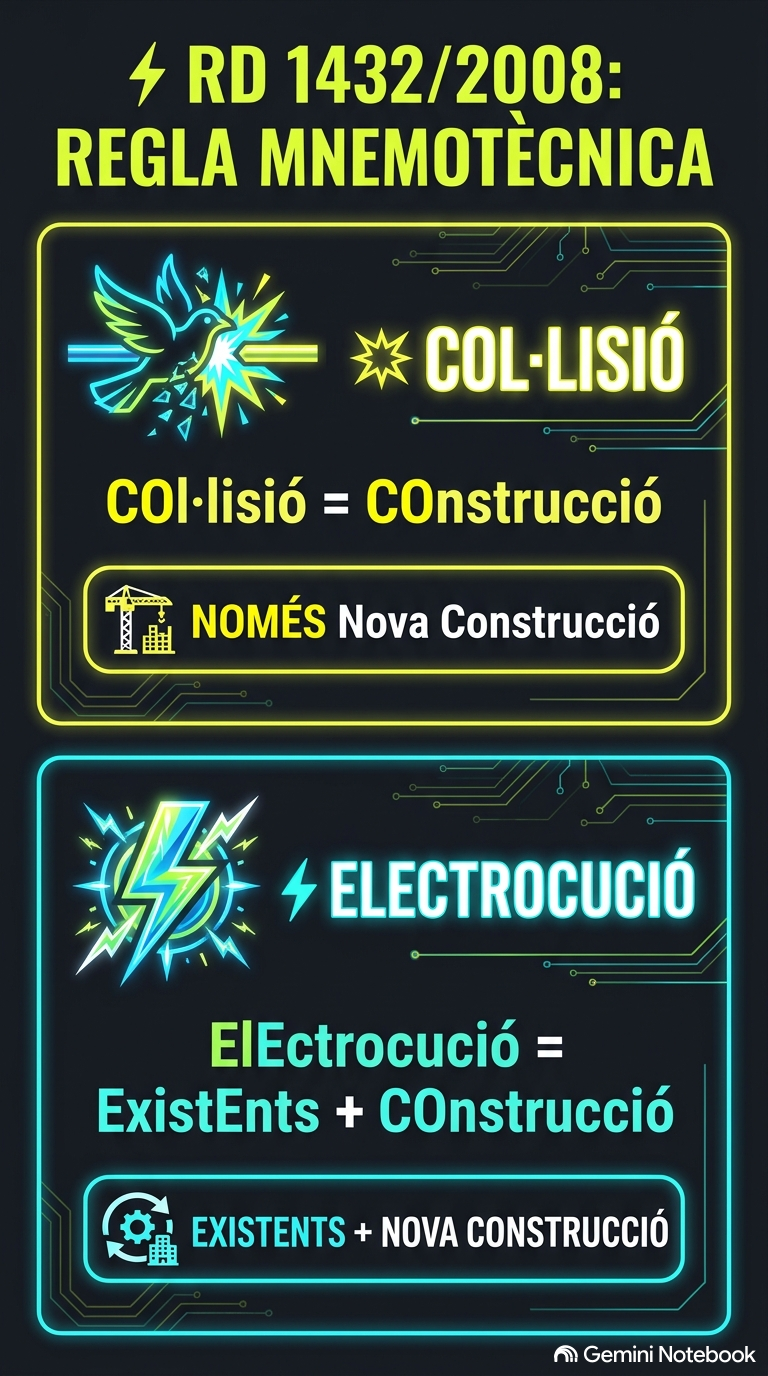 ⚡ RD 1432/2008:
REGLA MNEMOTÈCNICA
COL·LISIÓ
COl·lisió = COnstrucció
NOMÉS Nova Construcció
⚡ ELECTROCUCIÓ
ElEctrocució =
ExistEnts + COnstrucció
EXISTENTS + NOVA CONSTRUCCIÓ
Gemini Notebook